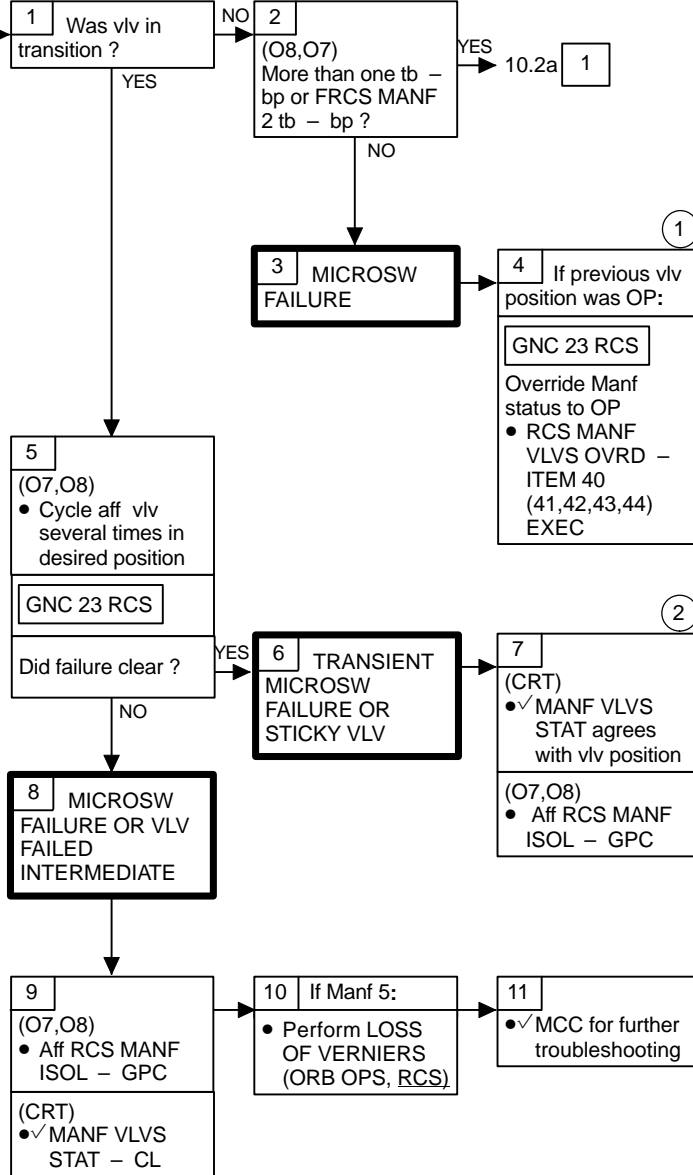 1 Was vlv in
transition ?
NO
YES
2
(O8,O7)
More than one tb –
bp or FRCS MANF
2 tb – bp ?
YES
10.2a 1
NO
3 MICROSW
FAILURE
1
4 If previous vlv
position was OP:
GNC 23 RCS
Override Manf
status to OP
● RCS MANF
VLVS OVRD –
ITEM 40
(41,42,43,44)
EXEC
5
(O7,O8)
● Cycle aff vlv
several times in
desired position
GNC 23 RCS
Did failure clear ?
YES
NO
6 TRANSIENT
MICROSW
FAILURE OR
STICKY VLV
2
7
(CRT)
●√ MANF VLVS
STAT agrees
with vlv position
(O7,O8)
● Aff RCS MANF
ISOL – GPC
8 MICROSW
FAILURE OR VLV
FAILED
INTERMEDIATE
9
(O7,O8)
● Aff RCS MANF
ISOL – GPC
(CRT)
●√ MANF VLVS
STAT – CL
10 If Manf 5:
● Perform LOSS
OF VERNIERS
(ORB OPS, RCS)
11
●√ MCC for further
troubleshooting